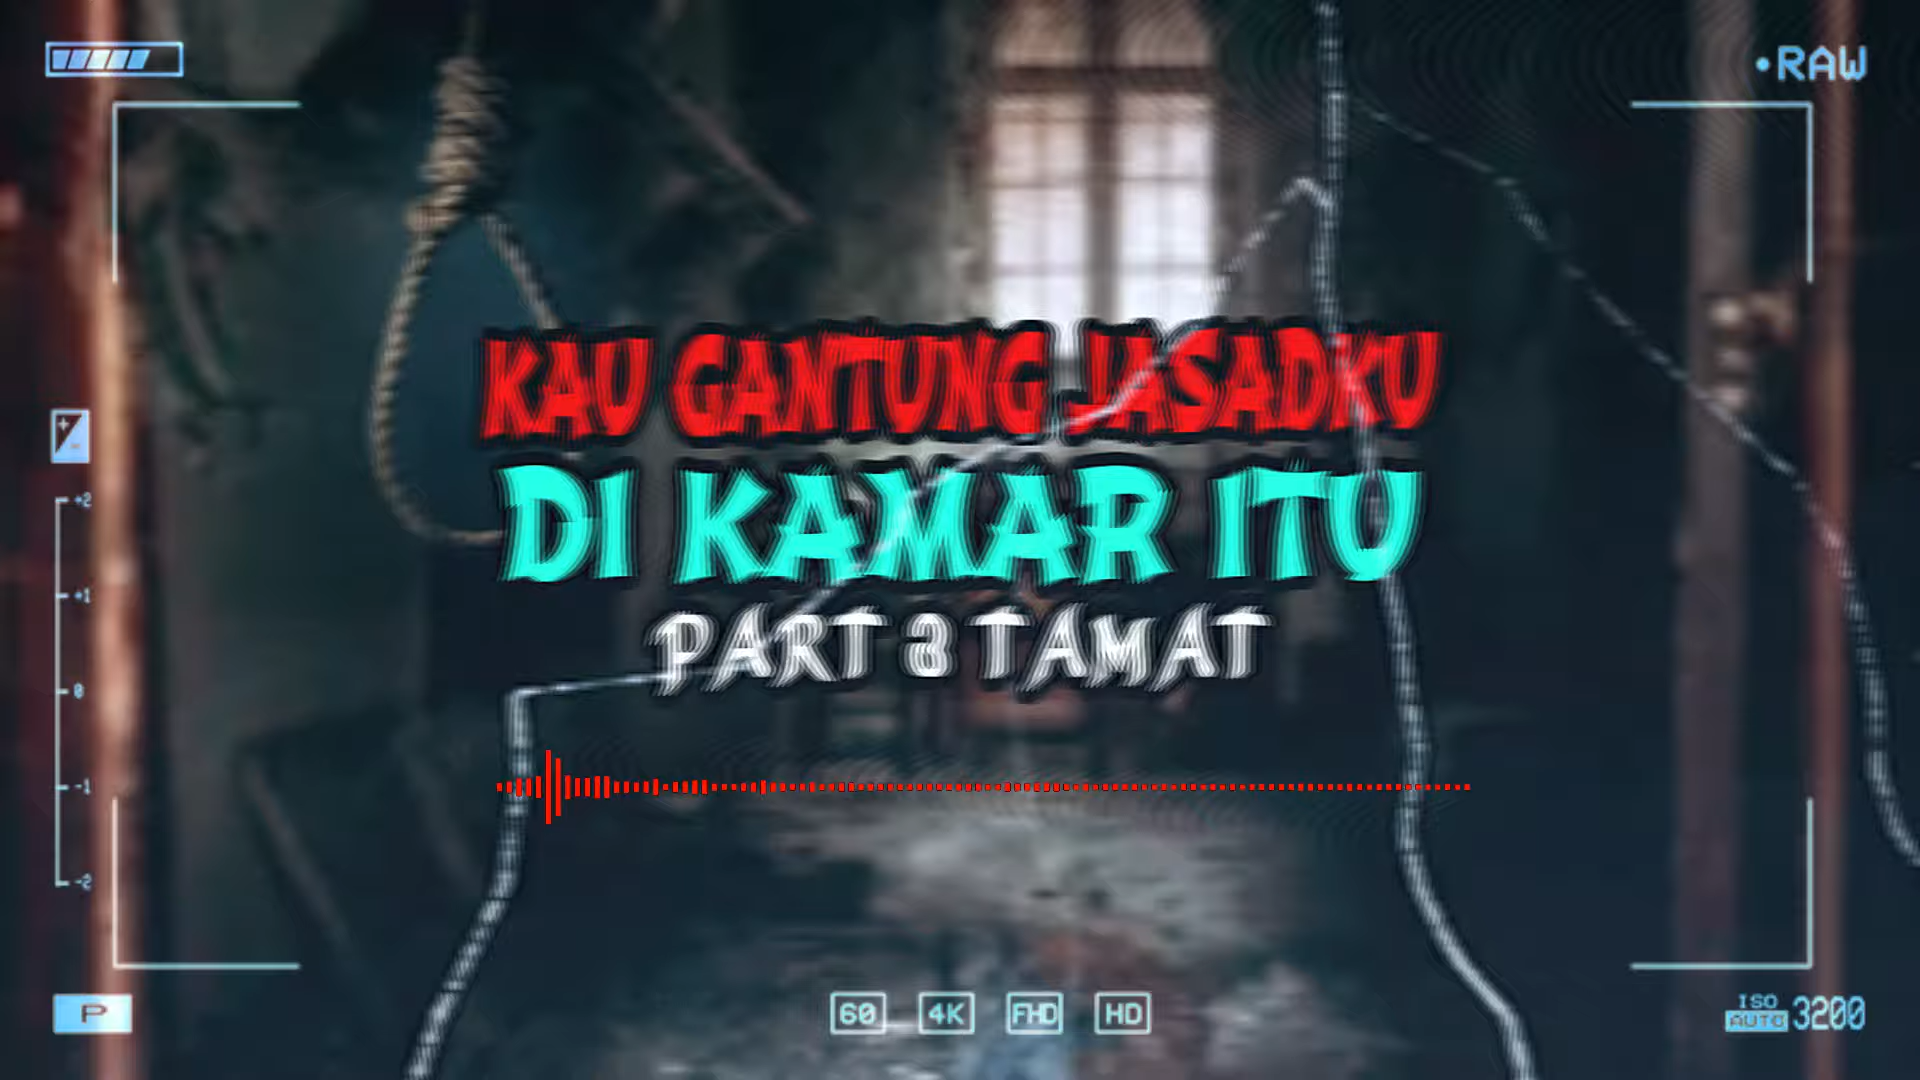 •RAW
KAU GANTUNG JASADKU
DI KAMAR ITU
PART 3 TAMAT
+2
+1
0
-1
-2
P
60 4K FHD HD
ISO
AUTO 3200